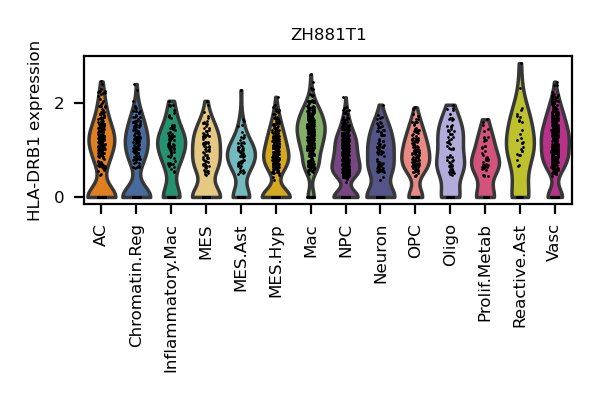 ZH881T1
HLA-DRB1 expression
2
0
AC
Chromatin.Reg
Inflammatory.Mac
MES
MES.Ast
MES.Hyp
Mac
NPC
Neuron
OPC
Oligo
Prolif.Metab
Reactive.Ast
Vasc